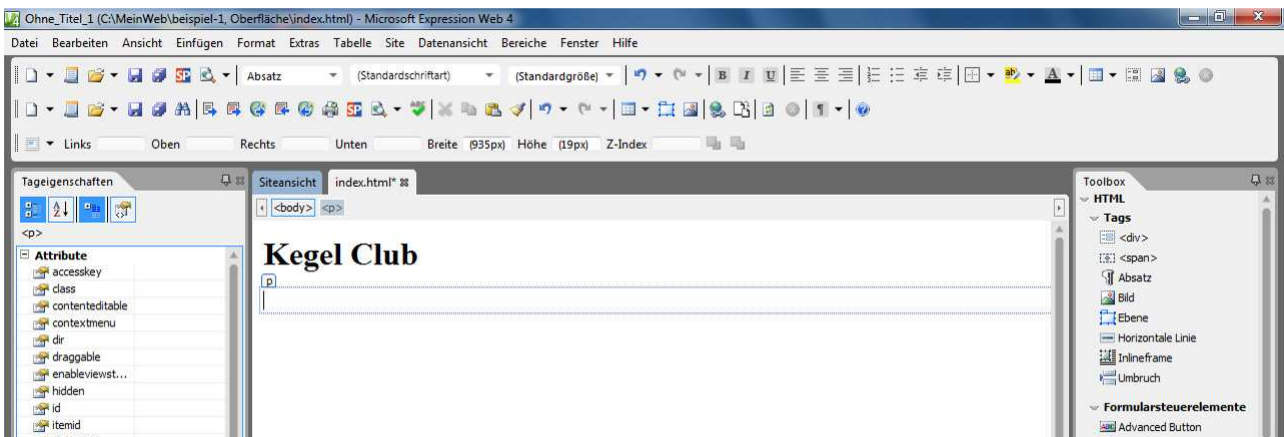 Ohne_Titel_1 (C:\MeinWeb\beispiel-1, Oberfläche\index.html) - Microsoft Expression Web 4
Datei Bearbeiten Ansicht Einfügen Format Extras Tabelle Site Datenansicht Bereiche Fenster Hilfe
Absatz (Standardschriftart) (Standardgröße) B I U
Links Oben Rechts Unten Breite (935px) Höhe (19px) Z-Index
Tageigenschaften
<p>
Attribute
accesskey
class
contenteditable
contextmenu
dir
draggable
enableviewst...
hidden
id
itemid
Siteansicht index.html*
<body> <p>
Kegel Club
p
Toolbox
HTML
Tags
<div>
<span>
Absatz
Bild
Ebene
Horizontale Linie
Inlineframe
Umbruch
Formularsteuerelemente
Advanced Button